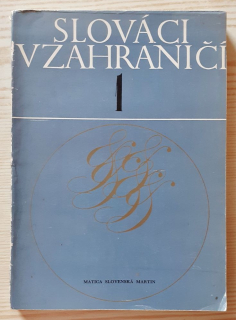 SLOVÁCI
V ZAHRANIČÍ
1
MATICA SLOVENSKÁ MARTIN